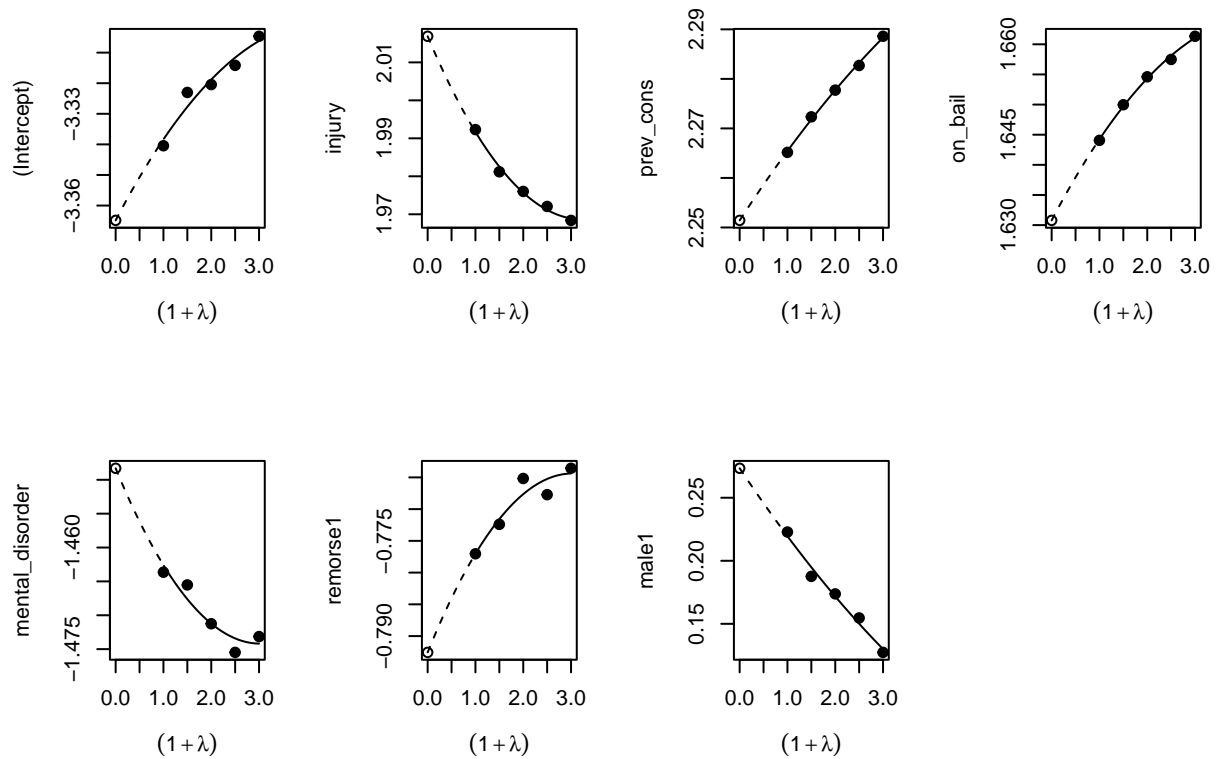 (Intercept)
−3.36
−3.33
0.0 1.0 2.0 3.0
(1 + λ)
injury
1.97
1.99
2.01
0.0 1.0 2.0 3.0
(1 + λ)
prev_cons
2.25
2.27
2.29
0.0 1.0 2.0 3.0
(1 + λ)
on_bail
1.630
1.645
1.660
0.0 1.0 2.0 3.0
(1 + λ)
mental_disorder
−1.475
−1.460
0.0 1.0 2.0 3.0
(1 + λ)
remorse1
−0.790
−0.775
0.0 1.0 2.0 3.0
(1 + λ)
male1
0.15
0.20
0.25
0.0 1.0 2.0 3.0
(1 + λ)